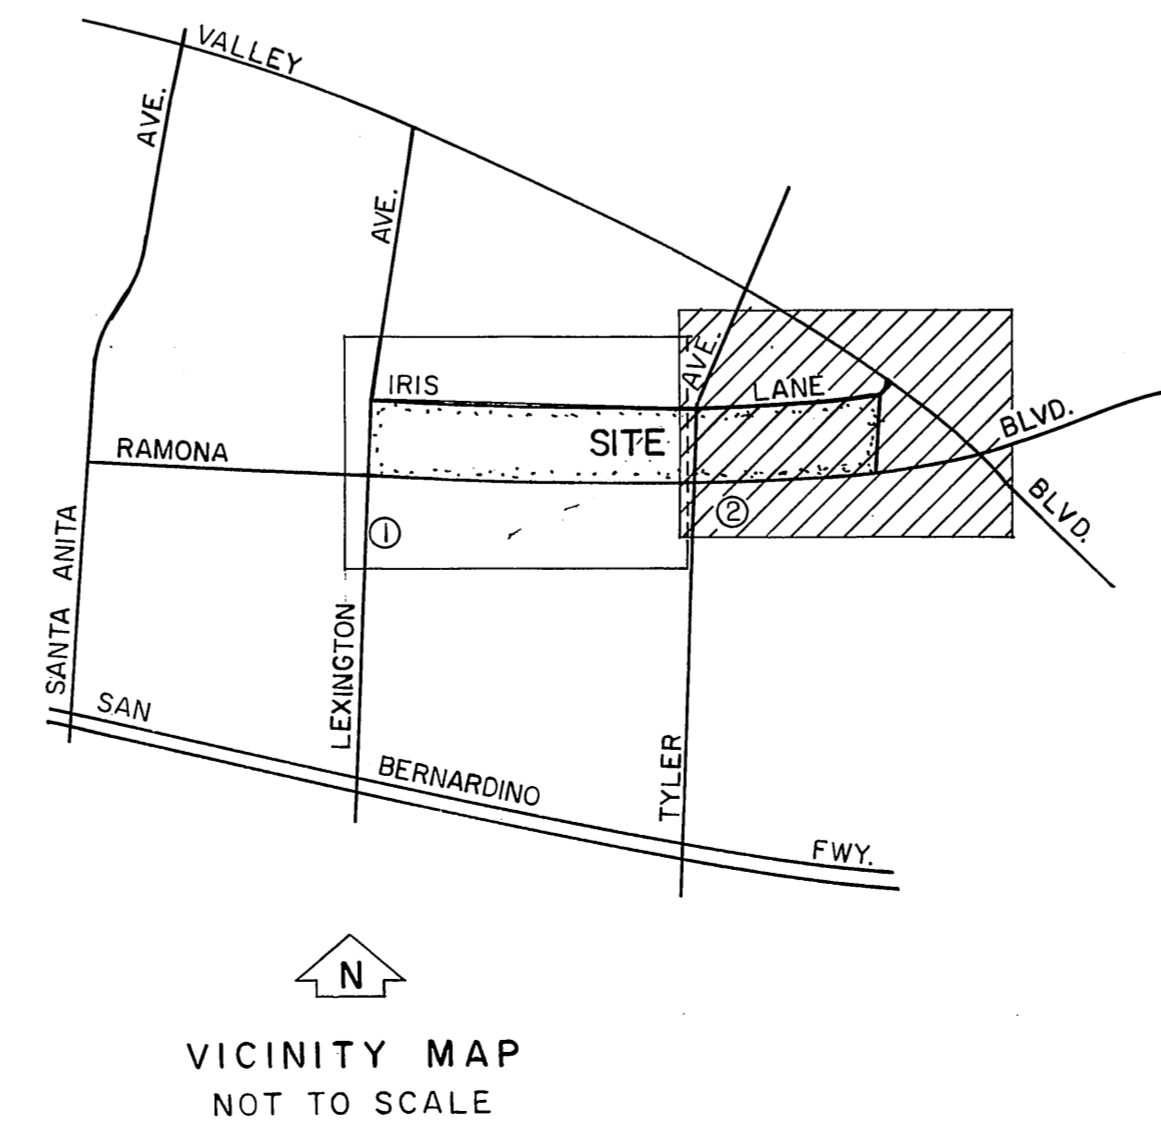 VALLEY
AVE.
AVE.
AVE.
IRIS
LANE
BLVD.
RAMONA
SITE
BLVD.
①
②
SANTA ANITA
LEXINGTON
TYLER
SAN
BERNARDINO
FWY.
N
VICINITY MAP
NOT TO SCALE